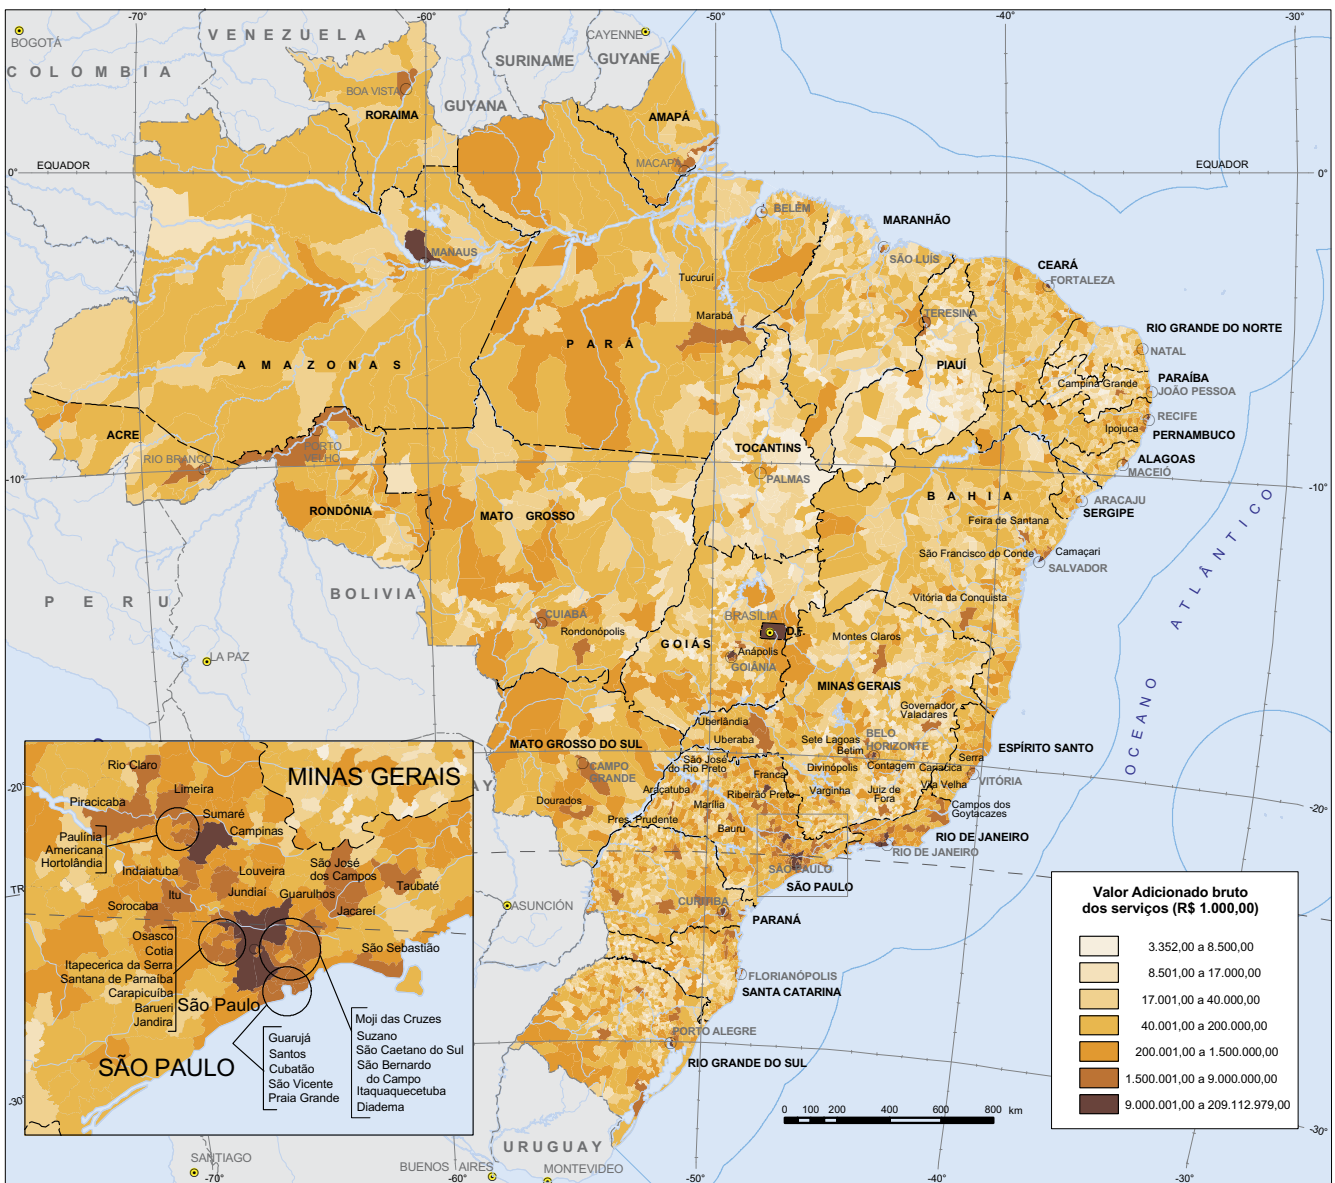 -70°
-60°
-50°
-40°
-30°
BOGOTÁ
VENEZUELA
CAYENNE
COLOMBIA
SURINAME
GUYANE
BOA VISTA
GUYANA
RORAIMA
AMAPÁ
EQUADOR
MACAPÁ
EQUADOR
0°
0°
BELÉM
MARANHÃO
MANAUS
SÃO LUÍS
CEARÁ
FORTALEZA
Tucuruí
Marabá
TERESINA
RIO GRANDE DO NORTE
NATAL
AMAZONAS
PARÁ
PIAUÍ
PARAÍBA
Campina Grande
JOÃO PESSOA
RECIFE
Ipojuca
PERNAMBUCO
ACRE
PORTO
VELHO
RIO BRANCO
TOCANTINS
ALAGOAS
MACEIÓ
-10°
PALMAS
-10°
BAHIA
ARACAJU
SERGIPE
RONDÔNIA
MATO GROSSO
Feira de Santana
São Francisco do Conde
Camaçari
SALVADOR
PERU
BOLIVIA
Vitória da Conquista
CUIABÁ
BRASÍLIA
D.F.
Rondonópolis
GOIÁS
Anápolis
GOIÂNIA
Montes Claros
LA PAZ
MINAS GERAIS
OCEANO ATLÂNTICO
Governador
Valadares
Uberlândia
Uberaba
Sete Lagoas
BELO
HORIZONTE
Betim
MATO GROSSO DO SUL
ESPÍRITO SANTO
Serra
CAMPO
GRANDE
São José
do Rio Preto
Franca
Divinópolis
Contagem
Cariacica
VITÓRIA
Vila Velha
Araçatuba
Ribeirão Preto
Varginha
Juiz de
Fora
Dourados
Marília
Campos dos
Goytacazes
Pres. Prudente
Bauru
-20°
-20°
RIO DE JANEIRO
RIO DE JANEIRO
SÃO PAULO
SÃO PAULO
AY
TR
ASUNCIÓN
CURITIBA
PARANÁ
FLORIANÓPOLIS
SANTA CATARINA
PORTO ALEGRE
RIO GRANDE DO SUL
URUGUAY
SANTIAGO
BUENOS AIRES
MONTEVIDEO
-30°
-30°
-70°
-60°
-50°
-40°
-30°
MINAS GERAIS
Rio Claro
Limeira
Piracicaba
Sumaré
Campinas
Paulínia
Americana
Hortolândia
Indaiatuba
Louveira
São José
dos Campos
Taubaté
Itu
Jundiaí
Guarulhos
Sorocaba
Jacareí
São Sebastião
Osasco
Cotia
Itapecerica da Serra
Santana de Parnaíba
Carapicuíba
Barueri
Jandira
São Paulo
SÃO PAULO
Guarujá
Santos
Cubatão
São Vicente
Praia Grande
Moji das Cruzes
Suzano
São Caetano do Sul
São Bernardo
do Campo
Itaquaquecetuba
Diadema
Valor Adicionado bruto
dos serviços (R$ 1.000,00)
3.352,00 a 8.500,00
8.501,00 a 17.000,00
17.001,00 a 40.000,00
40.001,00 a 200.000,00
200.001,00 a 1.500.000,00
1.500.001,00 a 9.000.000,00
9.000.001,00 a 209.112.979,00
0 100 200 400 600 800 km